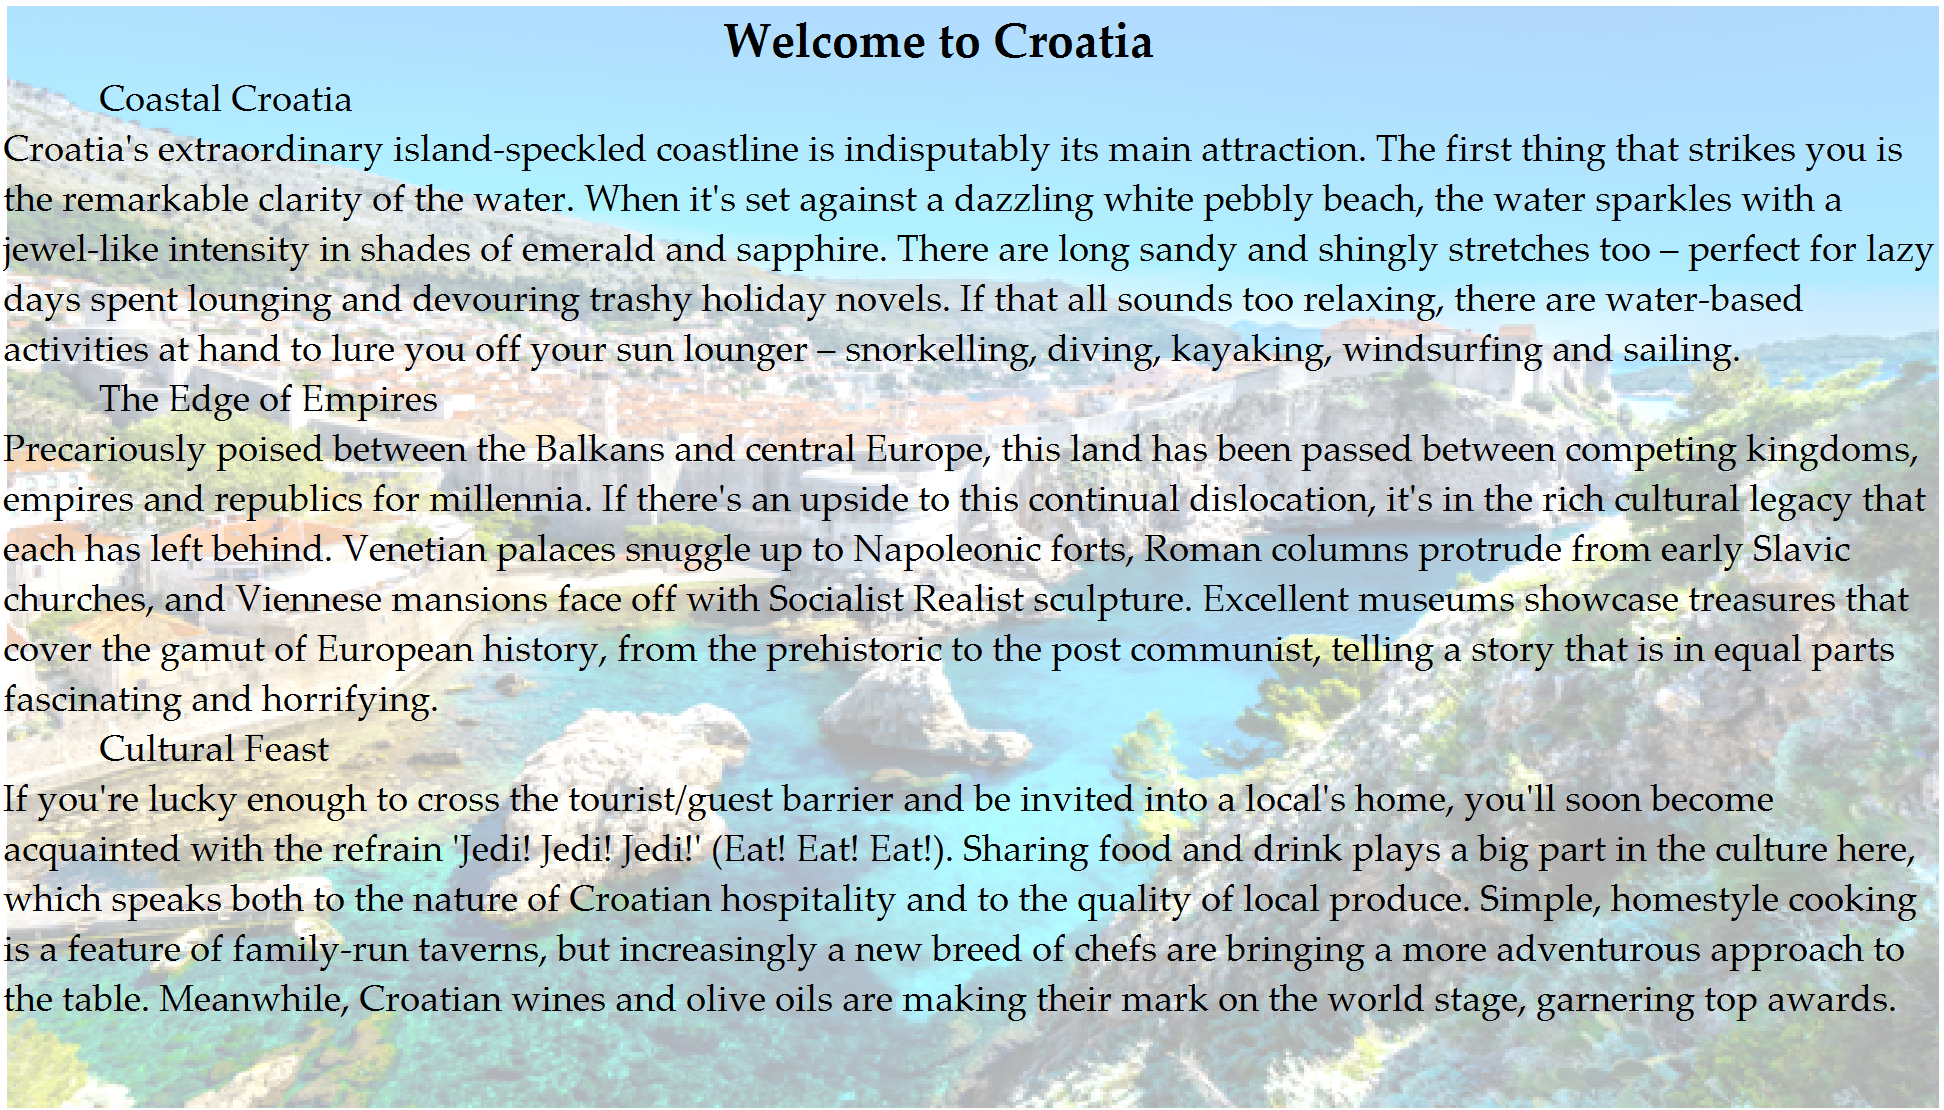 Welcome to Croatia
Coastal Croatia
Croatia's extraordinary island-speckled coastline is indisputably its main attraction. The first thing that strikes you is
the remarkable clarity of the water. When it's set against a dazzling white pebbly beach, the water sparkles with a
jewel-like intensity in shades of emerald and sapphire. There are long sandy and shingly stretches too – perfect for lazy
days spent lounging and devouring trashy holiday novels. If that all sounds too relaxing, there are water-based
activities at hand to lure you off your sun lounger – snorkelling, diving, kayaking, windsurfing and sailing.
The Edge of Empires
Precariously poised between the Balkans and central Europe, this land has been passed between competing kingdoms,
empires and republics for millennia. If there's an upside to this continual dislocation, it's in the rich cultural legacy that
each has left behind. Venetian palaces snuggle up to Napoleonic forts, Roman columns protrude from early Slavic
churches, and Viennese mansions face off with Socialist Realist sculpture. Excellent museums showcase treasures that
cover the gamut of European history, from the prehistoric to the post communist, telling a story that is in equal parts
fascinating and horrifying.
Cultural Feast
If you're lucky enough to cross the tourist/guest barrier and be invited into a local's home, you'll soon become
acquainted with the refrain 'Jedi! Jedi! Jedi!' (Eat! Eat! Eat!). Sharing food and drink plays a big part in the culture here,
which speaks both to the nature of Croatian hospitality and to the quality of local produce. Simple, homestyle cooking
is a feature of family-run taverns, but increasingly a new breed of chefs are bringing a more adventurous approach to
the table. Meanwhile, Croatian wines and olive oils are making their mark on the world stage, garnering top awards.